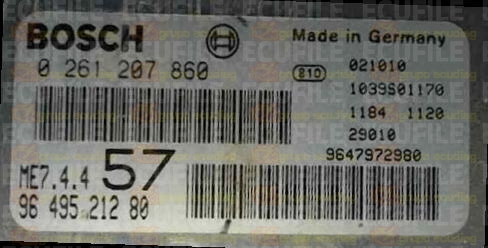 BOSCH
Made in Germany
0 261 207 860
810
021010
1039S01170
1184 1120
29010
9647972980
ME7.4.4 57
96 495 212 80
ECUFILE